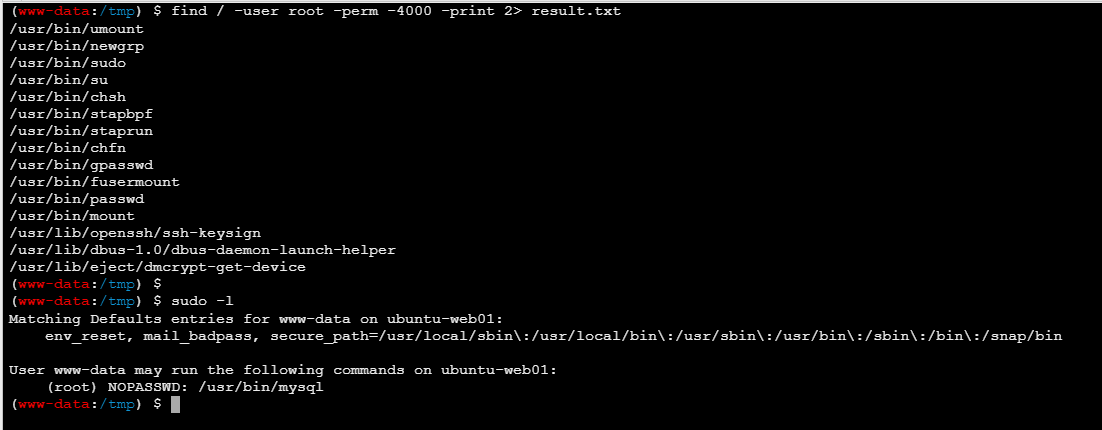 (www-data:/tmp) $ find / -user root -perm -4000 -print 2> result.txt
/usr/bin/umount
/usr/bin/newgrp
/usr/bin/sudo
/usr/bin/su
/usr/bin/chsh
/usr/bin/stapbpf
/usr/bin/staprun
/usr/bin/chfn
/usr/bin/gpasswd
/usr/bin/fusermount
/usr/bin/passwd
/usr/bin/mount
/usr/lib/openssh/ssh-keysign
/usr/lib/dbus-1.0/dbus-daemon-launch-helper
/usr/lib/eject/dmcrypt-get-device
(www-data:/tmp) $
(www-data:/tmp) $ sudo -l
Matching Defaults entries for www-data on ubuntu-web01:
    env_reset, mail_badpass, secure_path=/usr/local/sbin\:/usr/local/bin\:/usr/sbin\:/usr/bin\:/sbin\:/bin\:/snap/bin

User www-data may run the following commands on ubuntu-web01:
    (root) NOPASSWD: /usr/bin/mysql
(www-data:/tmp) $